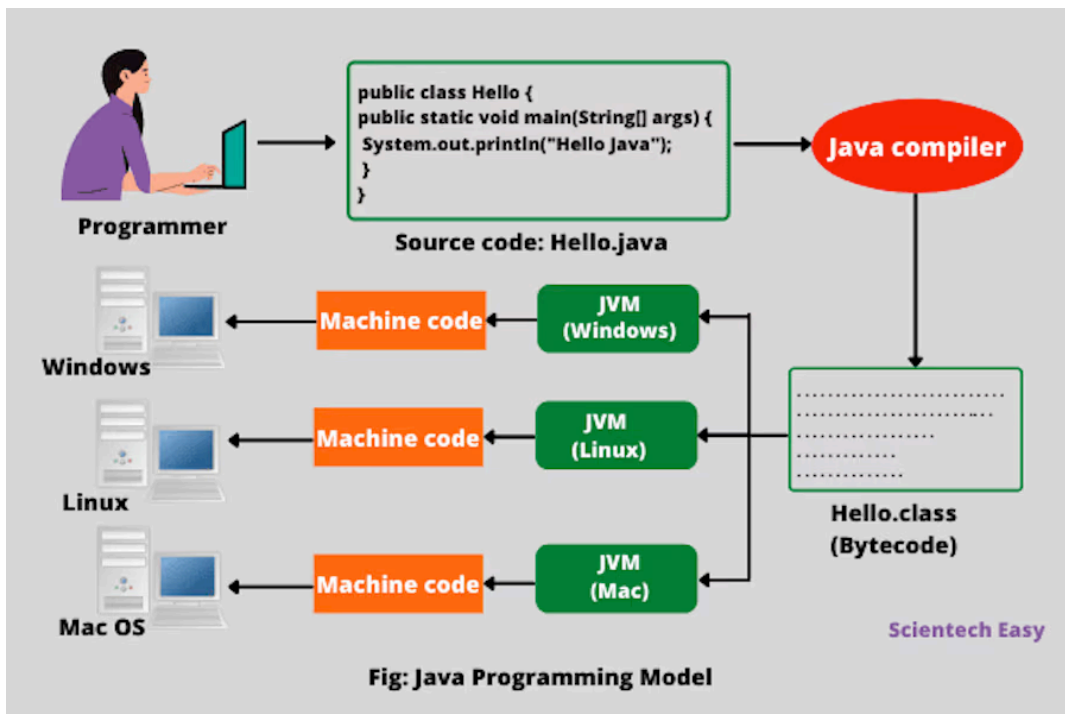 public class Hello {
public static void main(String[] args) {
System.out.println("Hello Java");
}
}
Java compiler
Programmer
Source code: Hello.java
Windows
Machine code
JVM
(Windows)
Linux
Machine code
JVM
(Linux)
Hello.class
(Bytecode)
Mac OS
Machine code
JVM
(Mac)
Scientech Easy
Fig: Java Programming Model